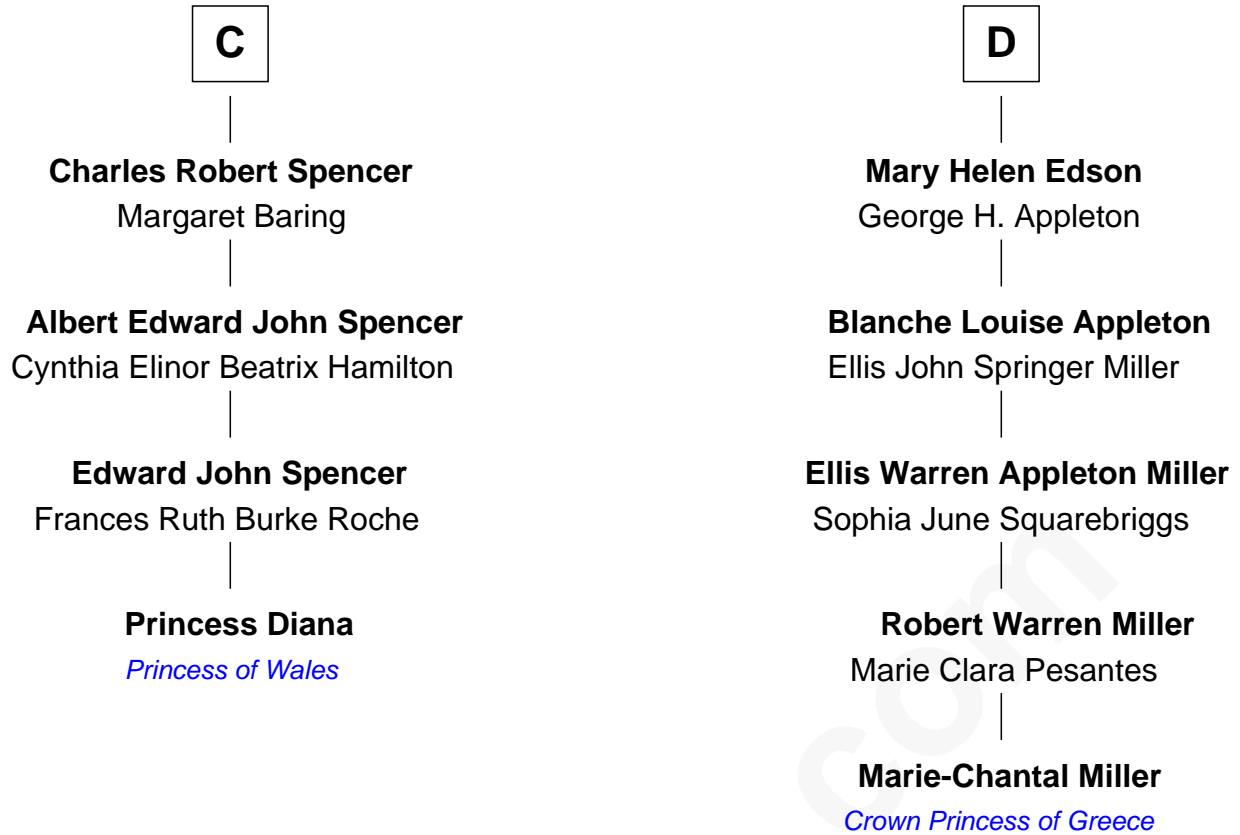 C
Charles Robert Spencer
Margaret Baring
Albert Edward John Spencer
Cynthia Elinor Beatrix Hamilton
Edward John Spencer
Frances Ruth Burke Roche
Princess Diana
Princess of Wales
D
Mary Helen Edson
George H. Appleton
Blanche Louise Appleton
Ellis John Springer Miller
Ellis Warren Appleton Miller
Sophia June Squarebriggs
Robert Warren Miller
Marie Clara Pesantes
Marie-Chantal Miller
Crown Princess of Greece
com